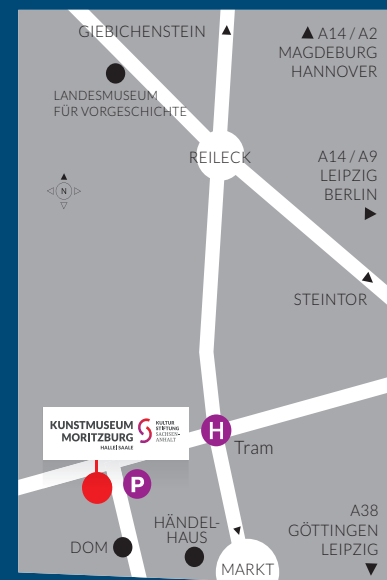 GIEBICHENSTEIN
A14 / A2
MAGDEBURG
HANNOVER
LANDESMUSEUM
FÜR VORGESCHICHTE
REILECK
A14 / A9
LEIPZIG
BERLIN
N
STEINTOR
KUNSTMUSEUM
MORITZBURG
HALLE|SAALE
KULTUR
STIFTUNG
SACHSEN-
ANHALT
H
Tram
P
HÄNDEL-
HAUS
DOM
A38
GÖTTINGEN
LEIPZIG
MARKT